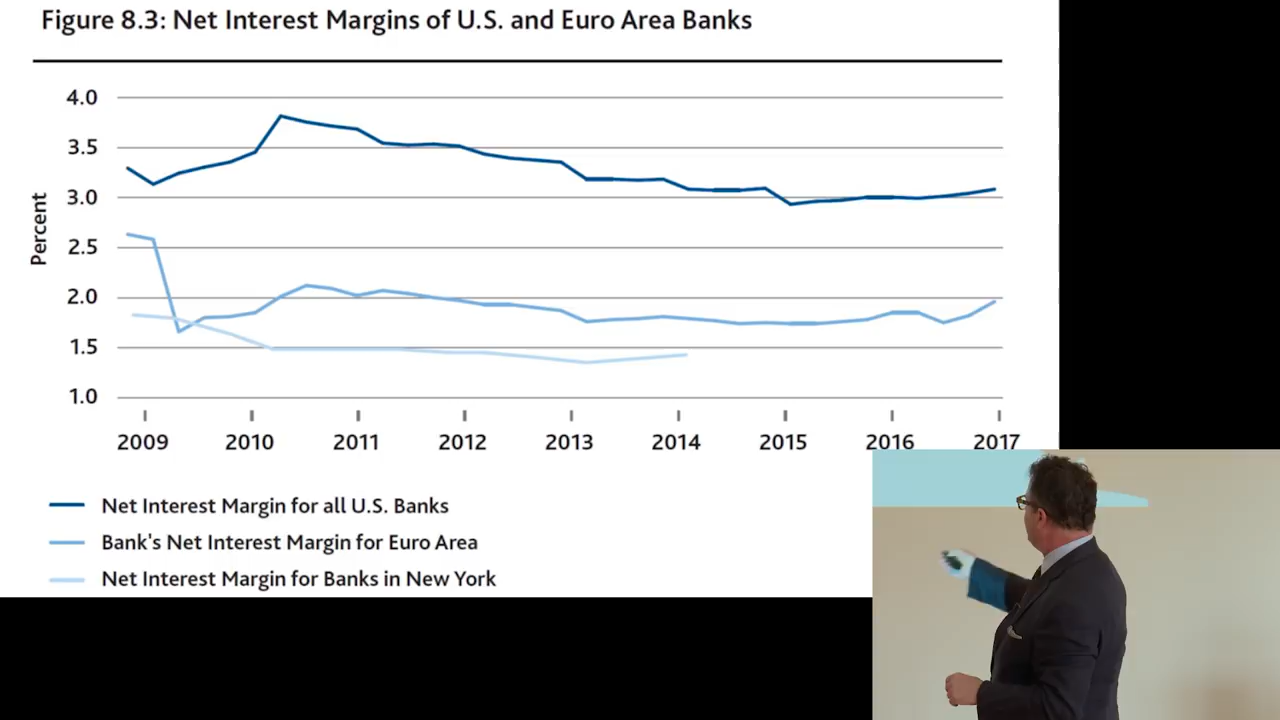 Figure 8.3: Net Interest Margins of U.S. and Euro Area Banks
4.0
3.5
3.0
2.5
2.0
1.5
1.0
Percent
2009 2010 2011 2012 2013 2014 2015 2016 2017
Net Interest Margin for all U.S. Banks
Bank's Net Interest Margin for Euro Area
Net Interest Margin for Banks in New York